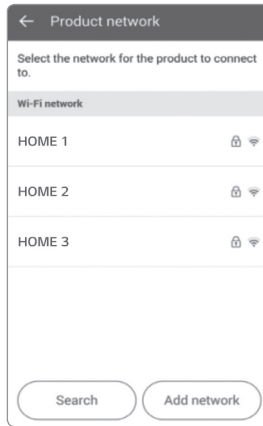 Product network
Select the network for the product to connect
to.
Wi-Fi network
HOME 1
HOME 2
HOME 3
Search
Add network